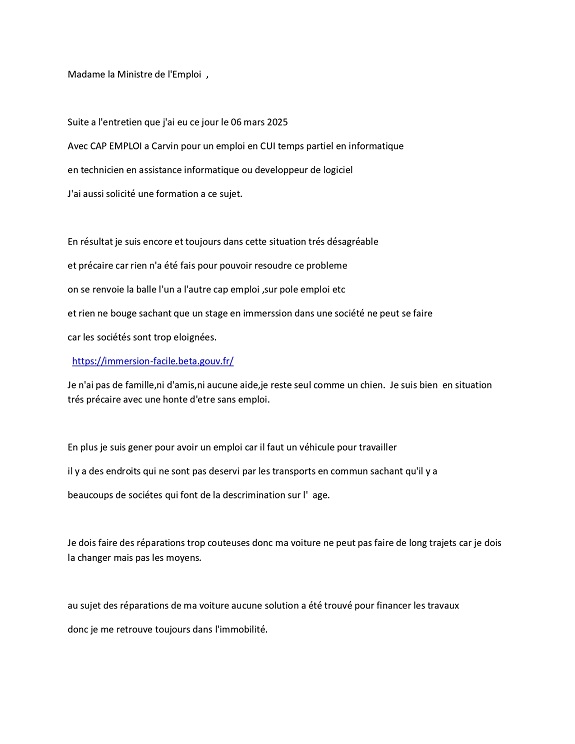 Madame la Ministre de l'Emploi  ,
Suite a l'entretien que j'ai eu ce jour le 06 mars 2025
Avec CAP EMPLOI a Carvin pour un emploi en CUI temps partiel en informatique
en technicien en assistance informatique ou developpeur de logiciel
J'ai aussi solicité une formation a ce sujet.
En résultat je suis encore et toujours dans cette situation trés désagréable
et précaire car rien n'a été fais pour pouvoir resoudre ce probleme
on se renvoie la balle l'un a l'autre cap emploi ,sur pole emploi etc
et rien ne bouge sachant que un stage en immerssion dans une société ne peut se faire
car les sociétés sont trop eloignées.
https://immersion-facile.beta.gouv.fr/
Je n'ai pas de famille,ni d'amis,ni aucune aide,je reste seul comme un chien.  Je suis bien  en situation
trés précaire avec une honte d'etre sans emploi.
En plus je suis gener pour avoir un emploi car il faut un véhicule pour travailler
il y a des endroits qui ne sont pas deservi par les transports en commun sachant qu'il y a
beaucoups de sociétes qui font de la descrimination sur l'  age.
Je dois faire des réparations trop couteuses donc ma voiture ne peut pas faire de long trajets car je dois
la changer mais pas les moyens.
au sujet des réparations de ma voiture aucune solution a été trouvé pour financer les travaux
donc je me retrouve toujours dans l'immobilité.